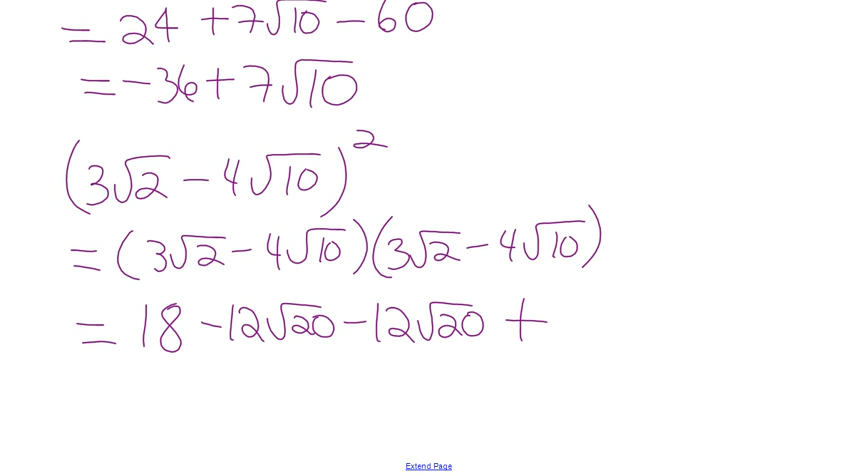 = 24 + 7√10 − 60
= −36 + 7√10
(3√2 − 4√10)²
= (3√2 − 4√10)(3√2 − 4√10)
= 18 − 12√20 − 12√20 +
Extend Page